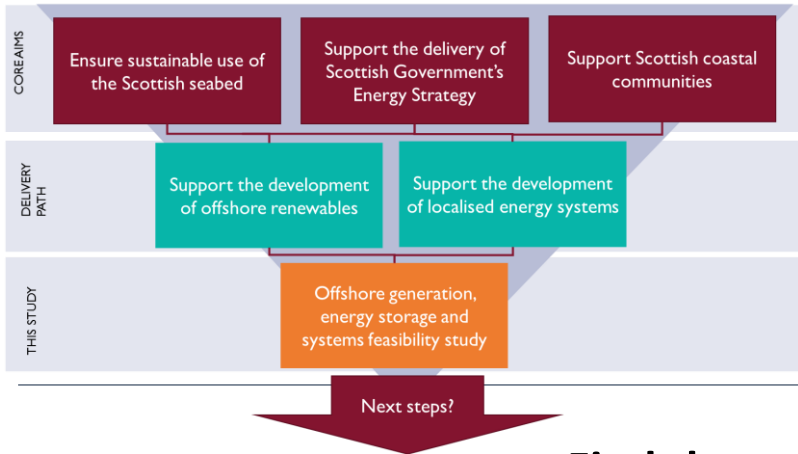 CORE AIMS
Ensure sustainable use of
the Scottish seabed
Support the delivery of
Scottish Government's
Energy Strategy
Support Scottish coastal
communities
DELIVERY
PATH
Support the development
of offshore renewables
Support the development
of localised energy systems
THIS STUDY
Offshore generation,
energy storage and
systems feasibility study
Next steps?